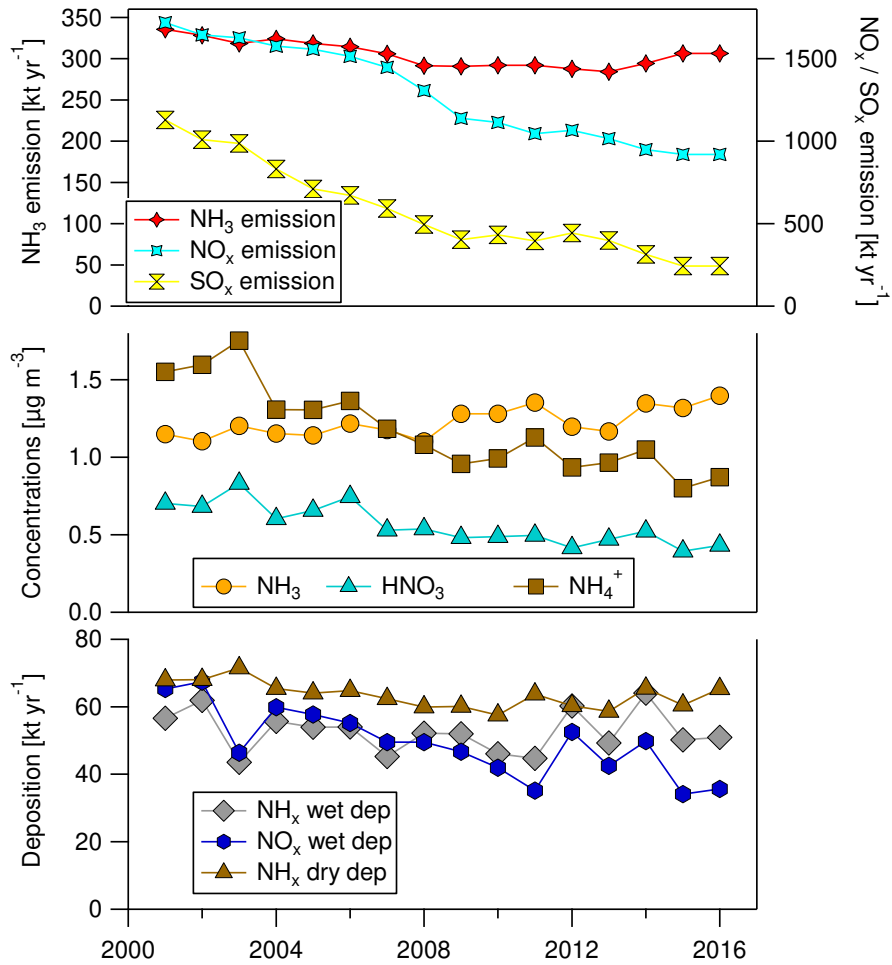 NH3 emission [kt yr-1]
350
300
250
200
150
100
50
0
NH3 emission
NOx emission
SOx emission
1500
1000
500
0
NOx / SOx emission [kt yr-1]
Concentrations [µg m-3]
1.5
1.0
0.5
0.0
NH3
HNO3
NH4+
Deposition [kt yr-1]
80
60
40
20
0
NHx wet dep
NOx wet dep
NHx dry dep
2000
2004
2008
2012
2016